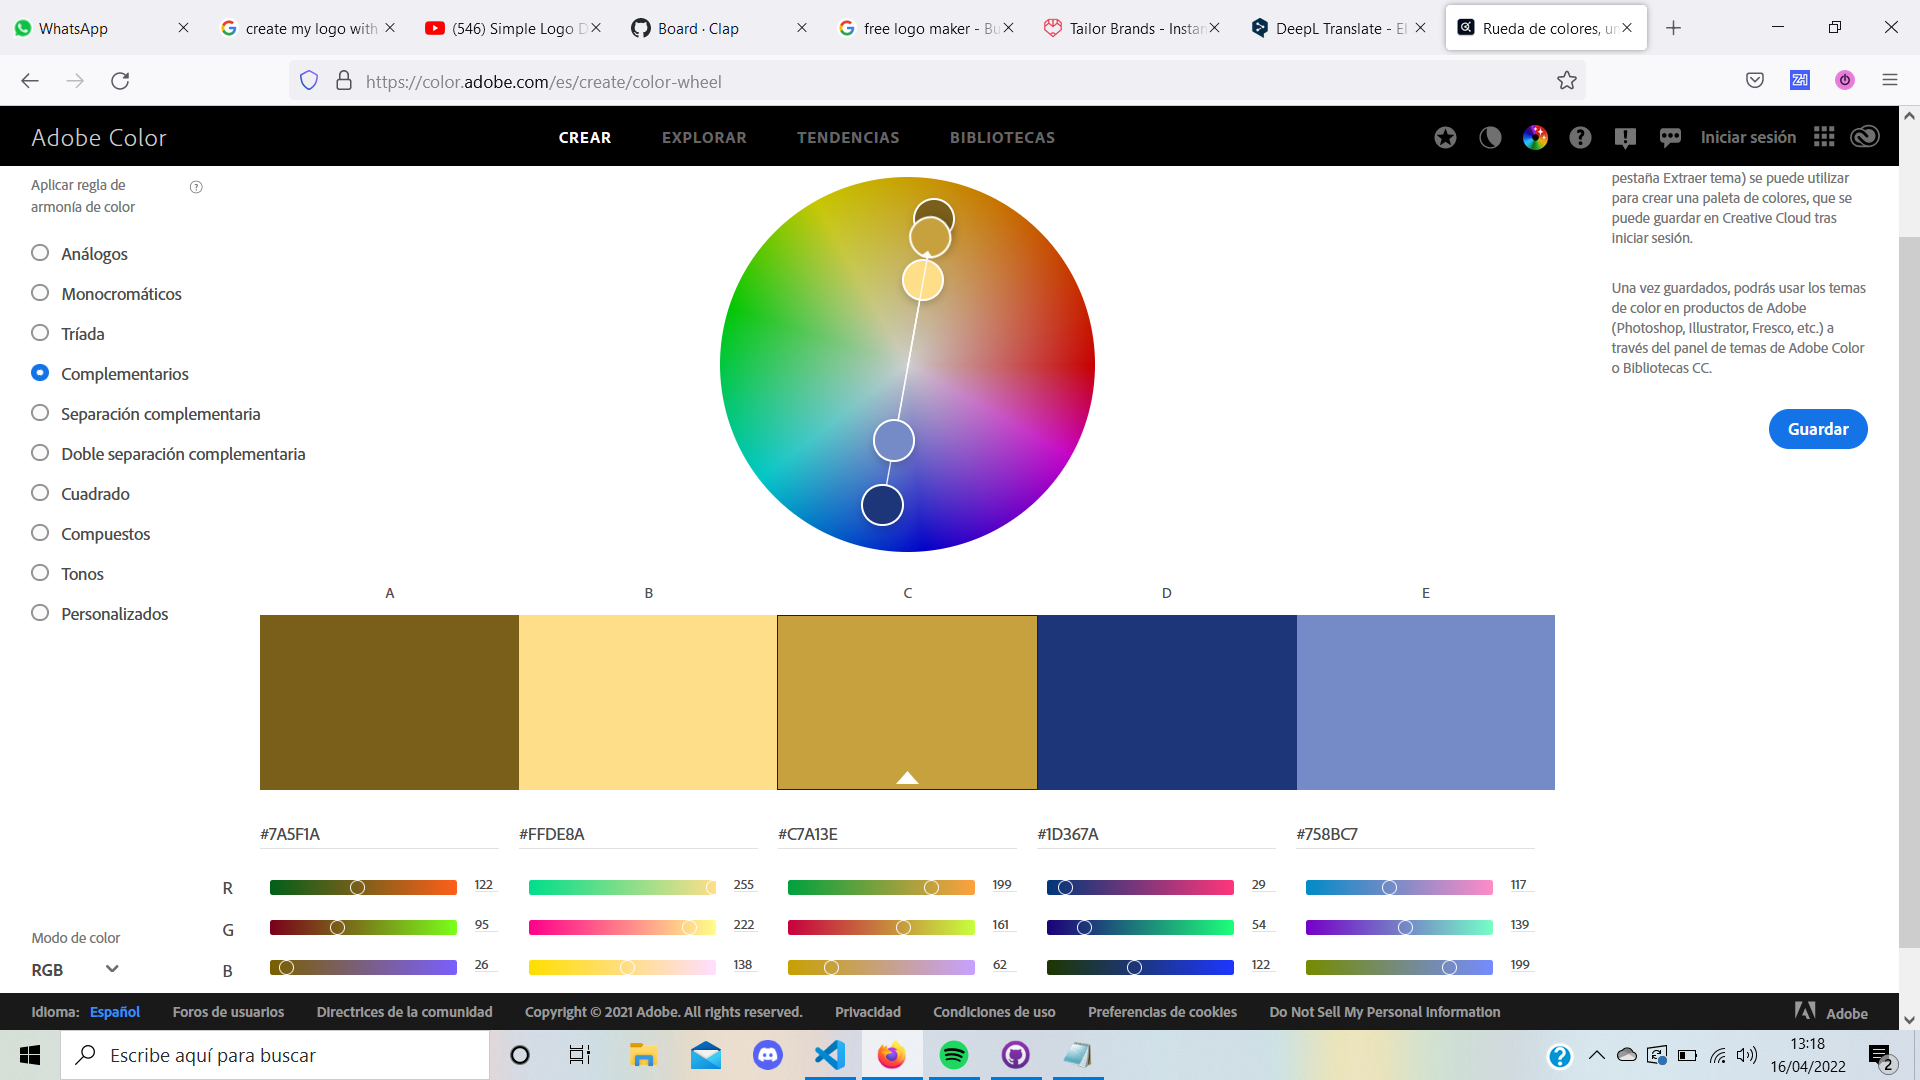 WhatsApp
create my logo with
(546) Simple Logo D
Board · Clap
free logo maker - Bu
Tailor Brands - Instan
DeepL Translate - El
Rueda de colores, un
https://color.adobe.com/es/create/color-wheel
Adobe Color
CREAR
EXPLORAR
TENDENCIAS
BIBLIOTECAS
Iniciar sesión
Aplicar regla de
armonía de color
Análogos
Monocromáticos
Tríada
Complementarios
Separación complementaria
Doble separación complementaria
Cuadrado
Compuestos
Tonos
Personalizados
pestaña Extraer tema) se puede utilizar
para crear una paleta de colores, que se
puede guardar en Creative Cloud tras
iniciar sesión.
Una vez guardados, podrás usar los temas
de color en productos de Adobe
(Photoshop, Illustrator, Fresco, etc.) a
través del panel de temas de Adobe Color
o Bibliotecas CC.
Guardar
A B C D E
#7A5F1A #FFDE8A #C7A13E #1D367A #758BC7
R 122 255 199 29 117
G 95 222 161 54 139
B 26 138 62 122 199
Modo de color
RGB
Idioma: Español Foros de usuarios Directrices de la comunidad Copyright © 2021 Adobe. All rights reserved. Privacidad Condiciones de uso Preferencias de cookies Do Not Sell My Personal Information Adobe
Escribe aquí para buscar
13:18
16/04/2022
2